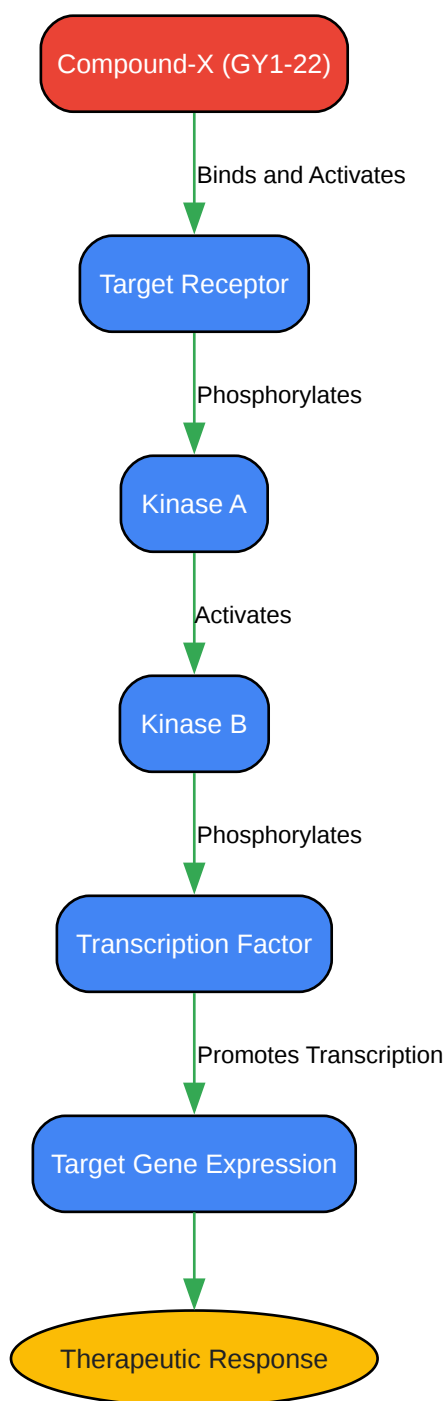 Compound-X (GY1-22)
Binds and Activates
Target Receptor
Phosphorylates
Kinase A
Activates
Kinase B
Phosphorylates
Transcription Factor
Promotes Transcription
Target Gene Expression
Therapeutic Response